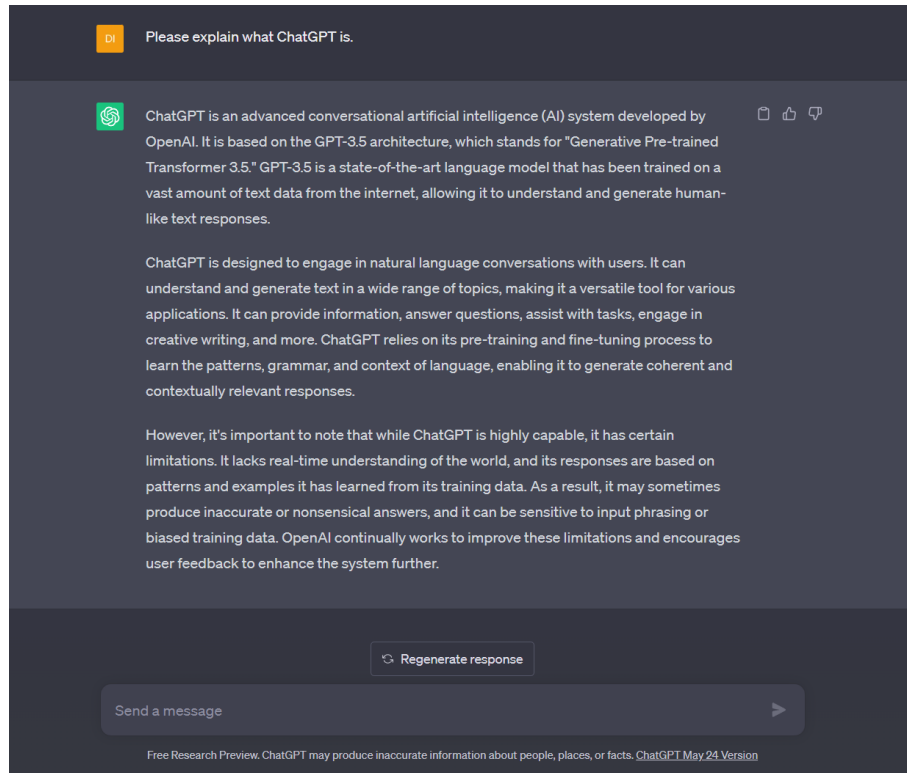 DI
Please explain what ChatGPT is.
ChatGPT is an advanced conversational artificial intelligence (AI) system developed by
OpenAI. It is based on the GPT-3.5 architecture, which stands for "Generative Pre-trained
Transformer 3.5." GPT-3.5 is a state-of-the-art language model that has been trained on a
vast amount of text data from the internet, allowing it to understand and generate human-
like text responses.
ChatGPT is designed to engage in natural language conversations with users. It can
understand and generate text in a wide range of topics, making it a versatile tool for various
applications. It can provide information, answer questions, assist with tasks, engage in
creative writing, and more. ChatGPT relies on its pre-training and fine-tuning process to
learn the patterns, grammar, and context of language, enabling it to generate coherent and
contextually relevant responses.
However, it's important to note that while ChatGPT is highly capable, it has certain
limitations. It lacks real-time understanding of the world, and its responses are based on
patterns and examples it has learned from its training data. As a result, it may sometimes
produce inaccurate or nonsensical answers, and it can be sensitive to input phrasing or
biased training data. OpenAI continually works to improve these limitations and encourages
user feedback to enhance the system further.
Regenerate response
Send a message
Free Research Preview. ChatGPT may produce inaccurate information about people, places, or facts. ChatGPT May 24 Version